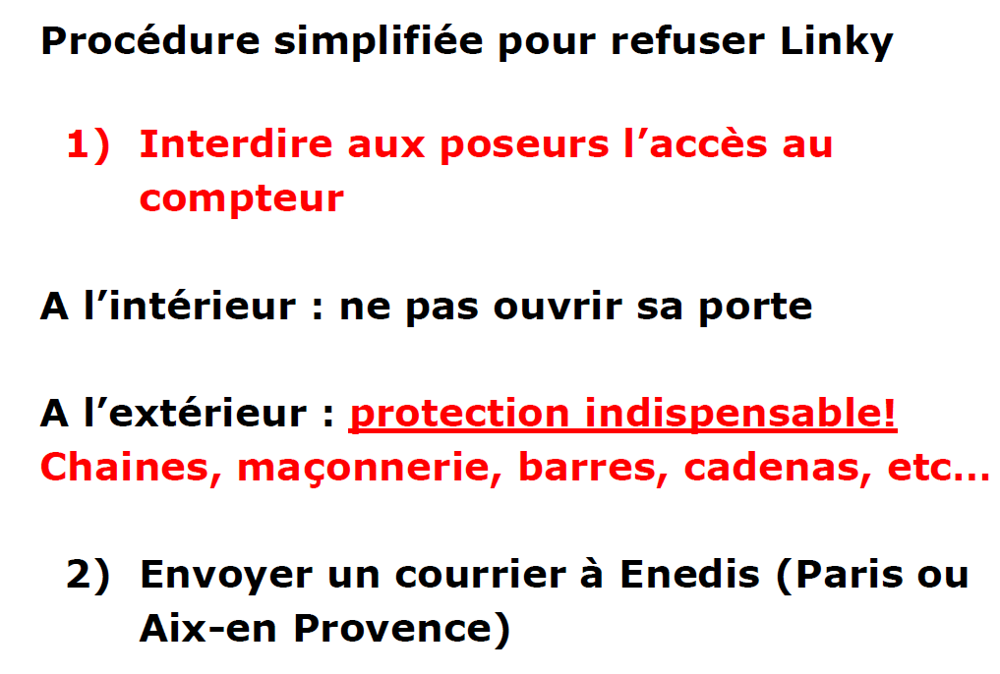 Procédure simplifiée pour refuser Linky
1) Interdire aux poseurs l’accès au
compteur
A l’intérieur : ne pas ouvrir sa porte
A l’extérieur : protection indispensable!
Chaines, maçonnerie, barres, cadenas, etc…
2) Envoyer un courrier à Enedis (Paris ou
Aix-en Provence)